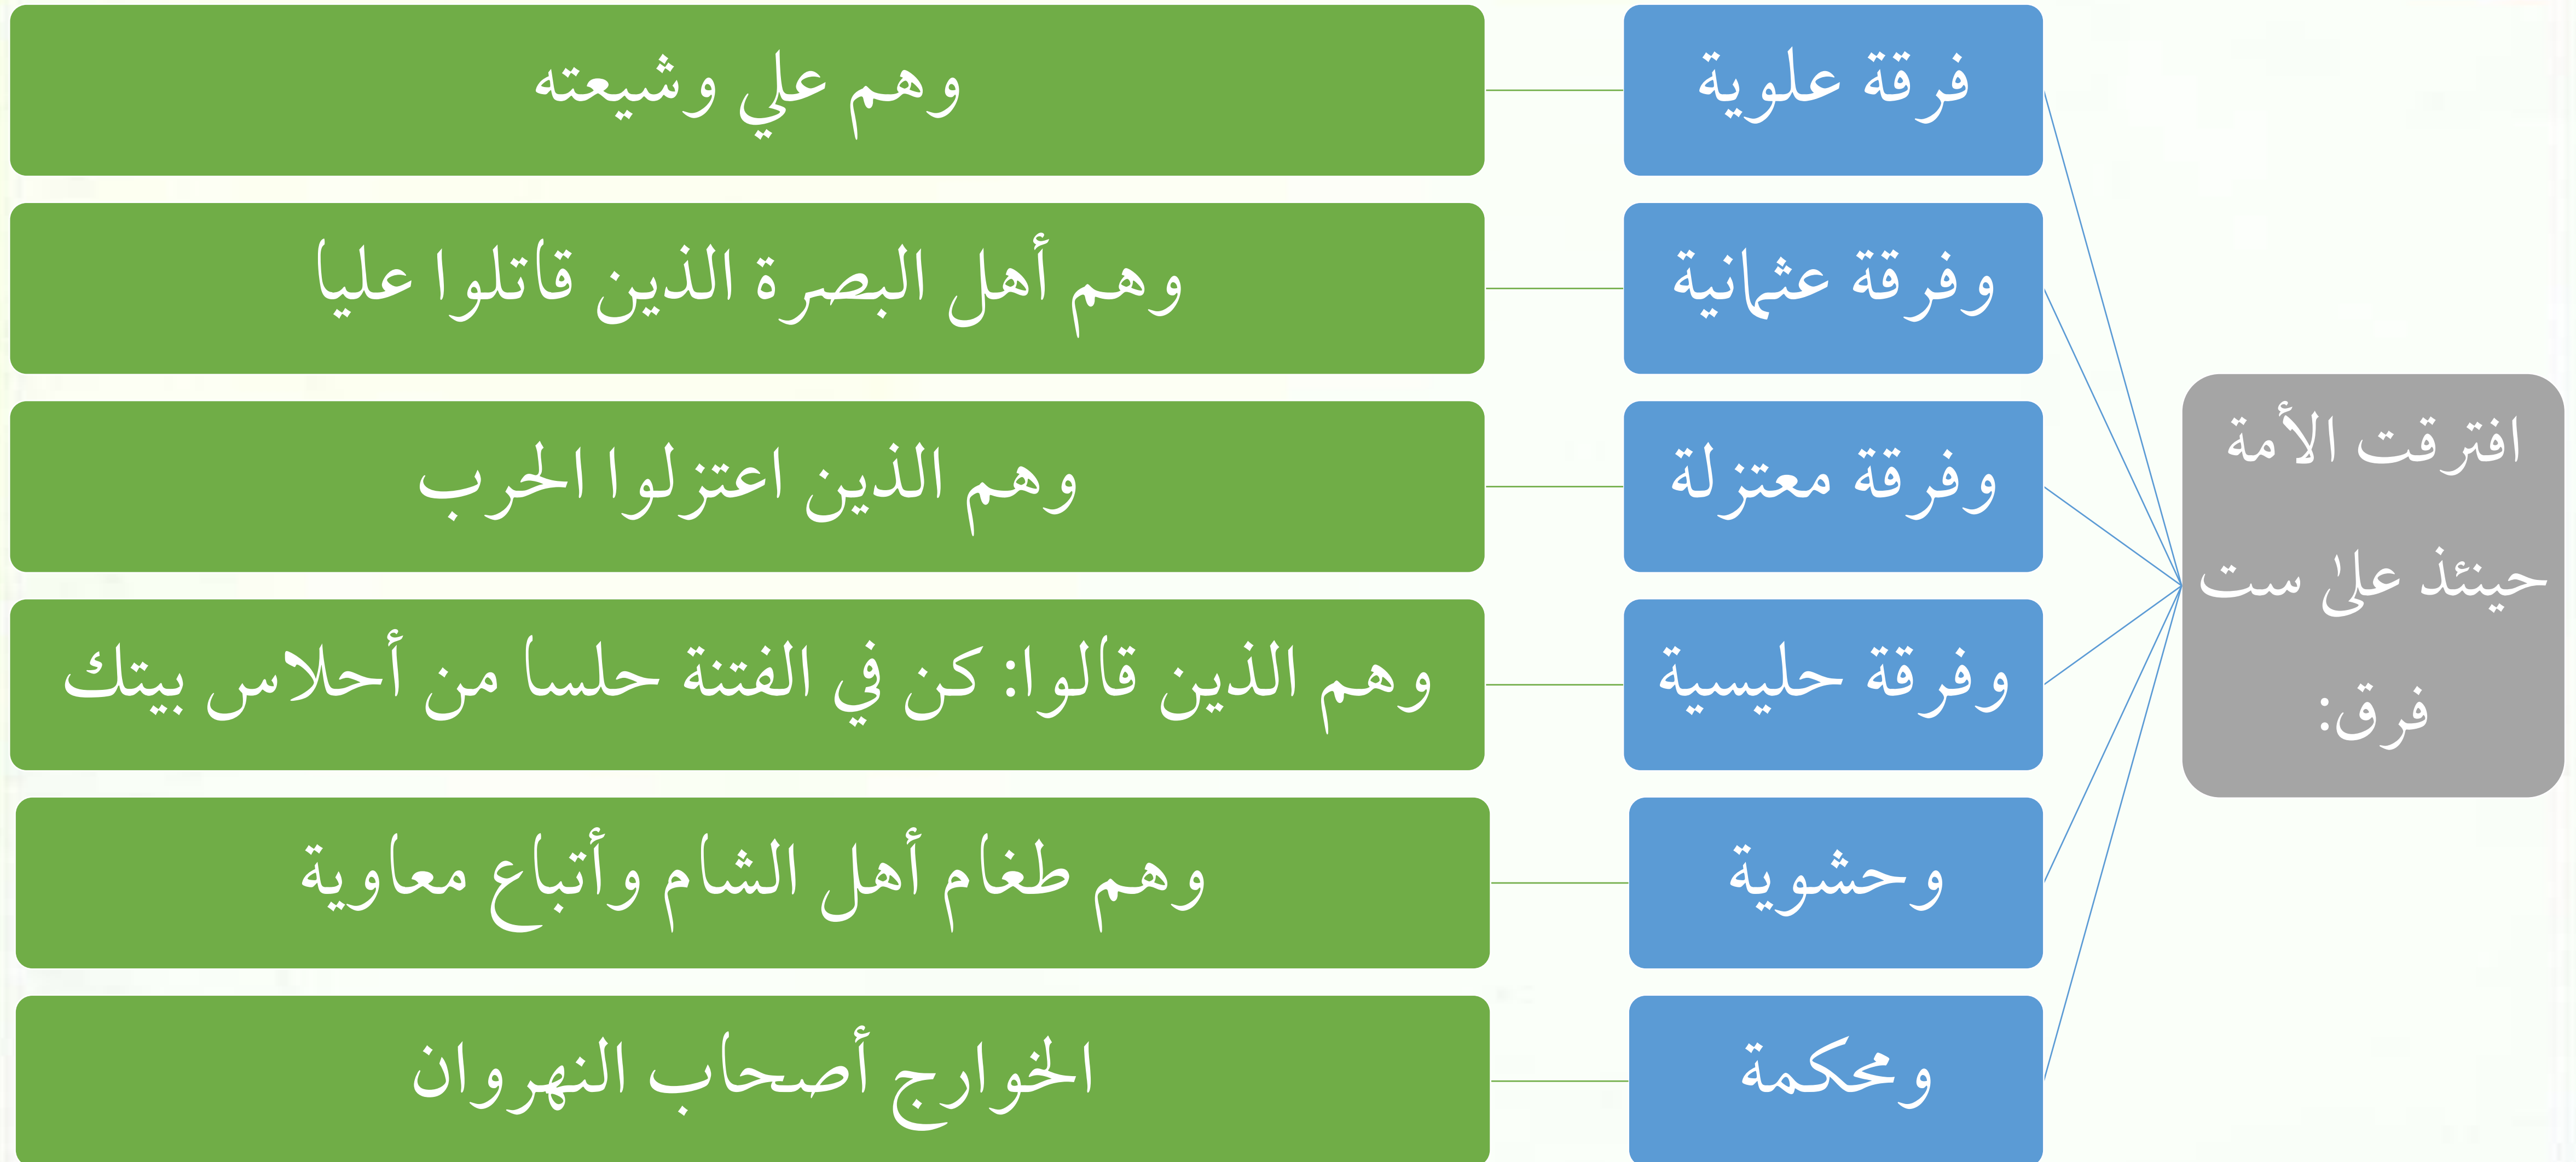 افترقت الأمة
حينئذ علىٰ ست
فرق:
فرقة علوية
وهم علي وشيعته
وفرقة عثمانية
وهم أهل البصرة الذين قاتلوا عليا
وفرقة معتزلة
وهم الذين اعتزلوا الحرب
وفرقة حليسية
وهم الذين قالوا: كن في الفتنة حلسا من أحلاس بيتك
وحشوية
وهم طغام أهل الشام وأتباع معاوية
ومحكمة
الخوارج أصحاب النهروان